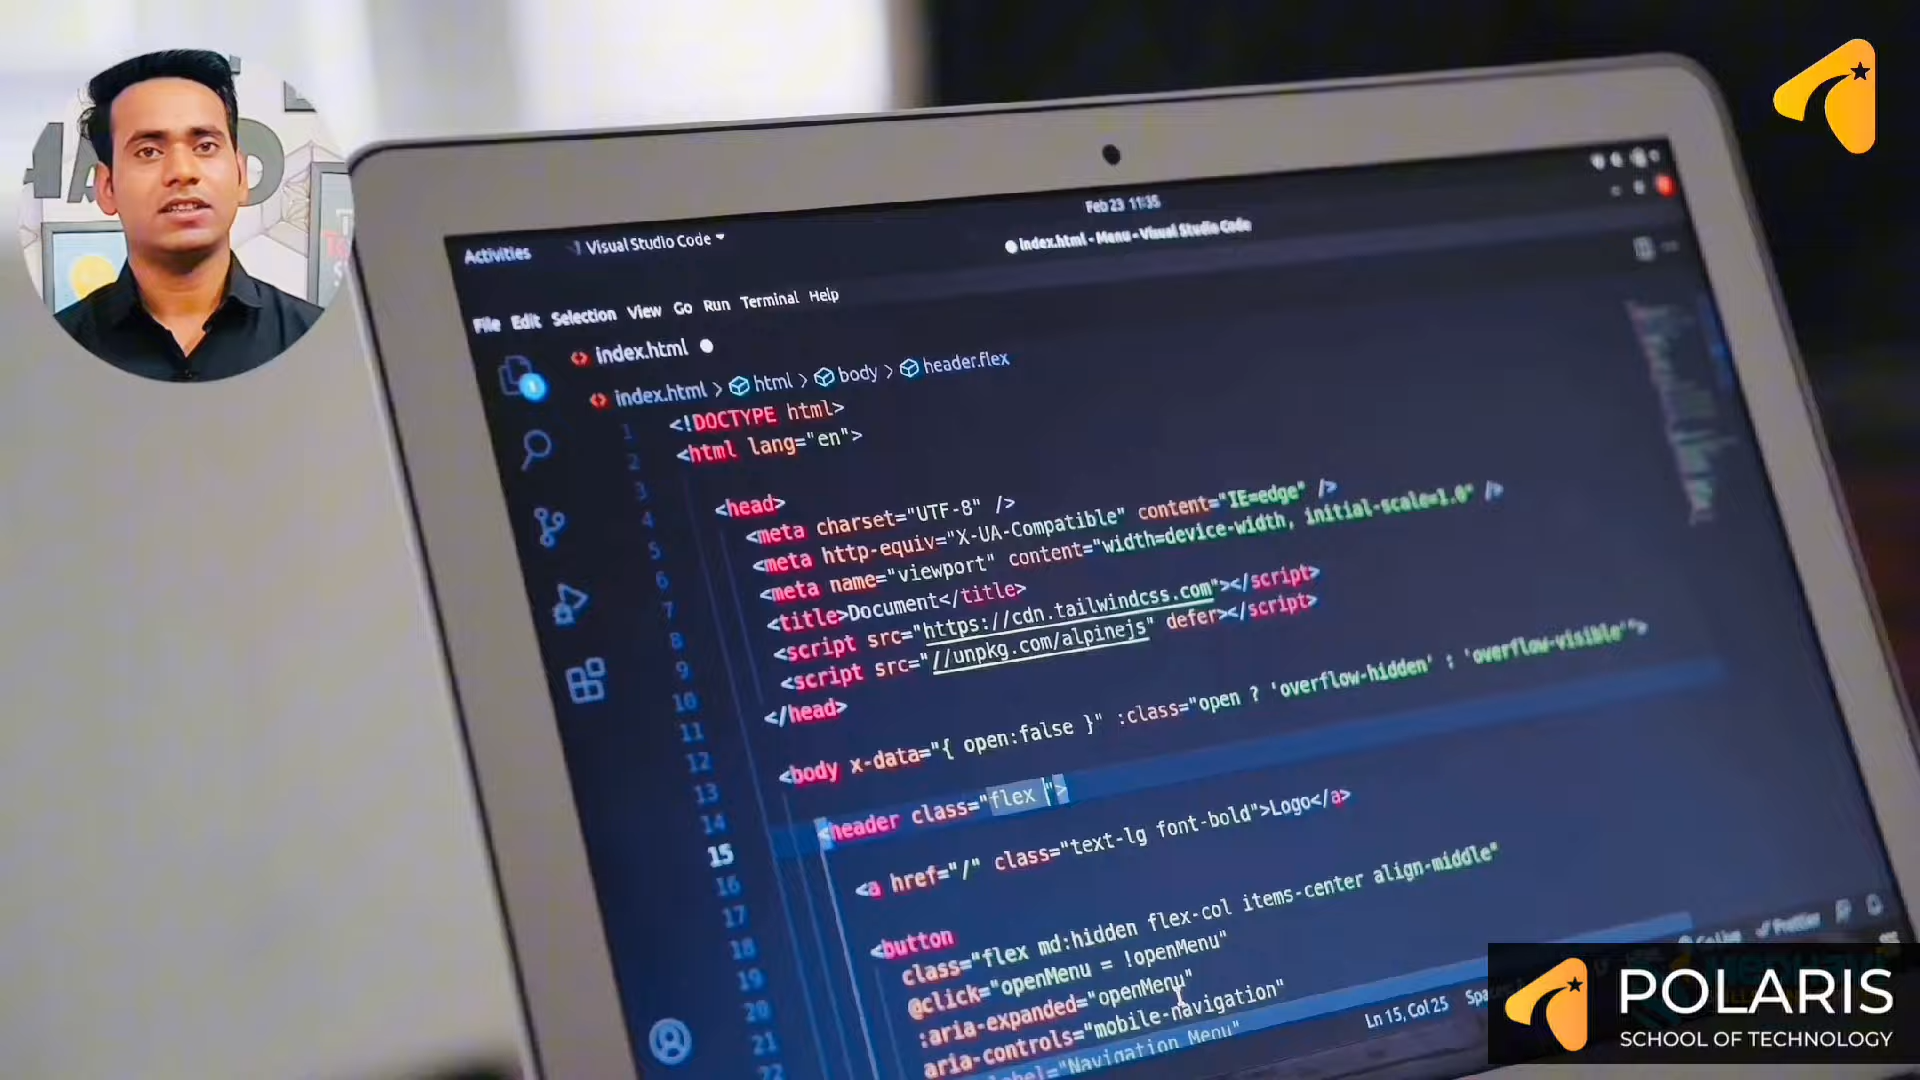 Feb 23 11:35
Activities
Visual Studio Code
index.html - Menu - Visual Studio Code
File Edit Selection View Go Run Terminal Help
index.html
index.html > html > body > header.flex
1 <!DOCTYPE html>
2 <html lang="en">
3
4 <head>
5 <meta charset="UTF-8" />
6 <meta http-equiv="X-UA-Compatible" content="IE=edge" />
7 <meta name="viewport" content="width=device-width, initial-scale=1.0" />
8 <title>Document</title>
9 <script src="https://cdn.tailwindcss.com"></script>
10 <script src="//unpkg.com/alpinejs" defer></script>
11 </head>
12
13 <body x-data="{ open:false }" :class="open ? 'overflow-hidden' : 'overflow-visible'">
14
15 <header class="flex ">
16
17 <a href="/" class="text-lg font-bold">Logo</a>
18
19 <button
20 class="flex md:hidden flex-col items-center align-middle"
21 @click="openMenu = !openMenu"
22 :aria-expanded="openMenu"
aria-controls="mobile-navigation"
label="Navigation Menu"
Ln 15, Col 25
Go Live
Prettier
POLARIS
SCHOOL OF TECHNOLOGY